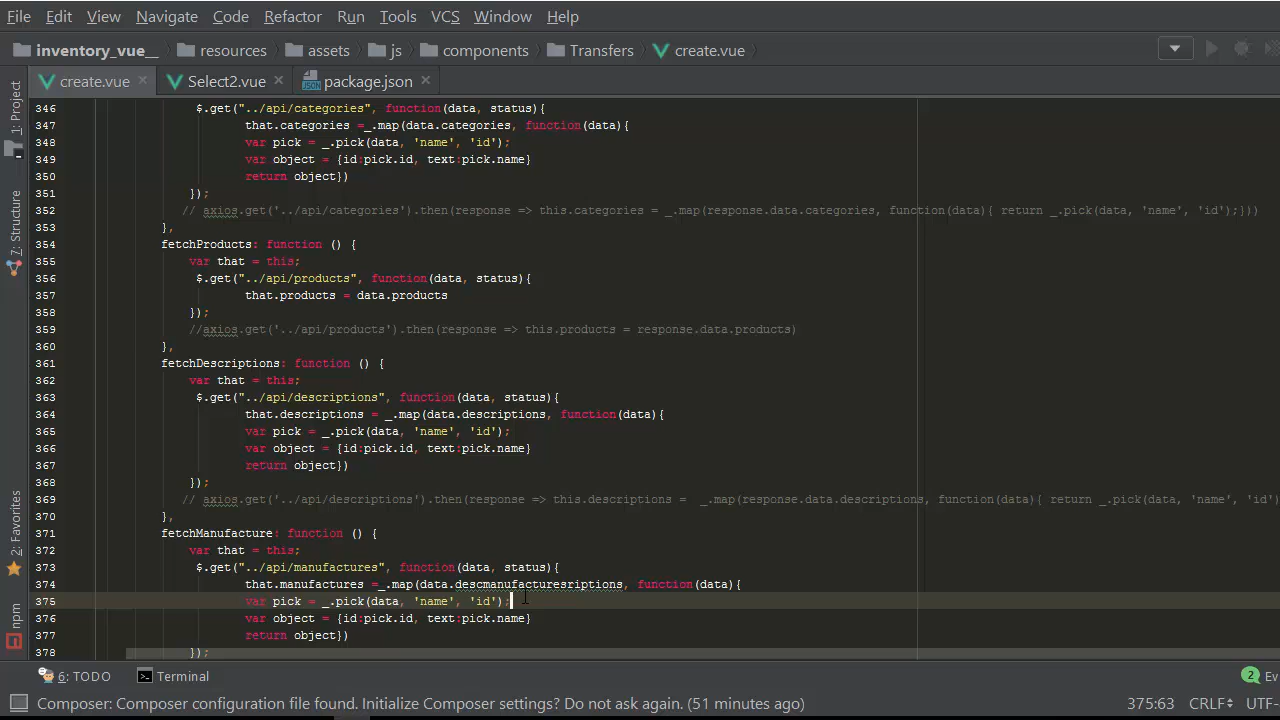 File Edit View Navigate Code Refactor Run Tools VCS Window Help
inventory_vue__ resources assets js components Transfers create.vue
create.vue Select2.vue package.json
1: Project
7: Structure
2: Favorites
npm
346 $.get("../api/categories", function(data, status){
347 that.categories =_.map(data.categories, function(data){
348 var pick = _.pick(data, 'name', 'id');
349 var object = {id:pick.id, text:pick.name}
350 return object})
351 });
352 // axios.get('../api/categories').then(response => this.categories = _.map(response.data.categories, function(data){ return _.pick(data, 'name', 'id');}))
353 },
354 fetchProducts: function () {
355 var that = this;
356 $.get("../api/products", function(data, status){
357 that.products = data.products
358 });
359 //axios.get('../api/products').then(response => this.products = response.data.products)
360 },
361 fetchDescriptions: function () {
362 var that = this;
363 $.get("../api/descriptions", function(data, status){
364 that.descriptions = _.map(data.descriptions, function(data){
365 var pick = _.pick(data, 'name', 'id');
366 var object = {id:pick.id, text:pick.name}
367 return object})
368 });
369 // axios.get('../api/descriptions').then(response => this.descriptions =  _.map(response.data.descriptions, function(data){ return _.pick(data, 'name', 'id')
370 },
371 fetchManufacture: function () {
372 var that = this;
373 $.get("../api/manufactures", function(data, status){
374 that.manufactures =_.map(data.descmanufacturesriptions, function(data){
375 var pick = _.pick(data, 'name', 'id');
376 var object = {id:pick.id, text:pick.name}
377 return object})
378 });
6: TODO Terminal 2 Ev
Composer: Composer configuration file found. Initialize Composer settings? Do not ask again. (51 minutes ago) 375:63 CRLF UTF-